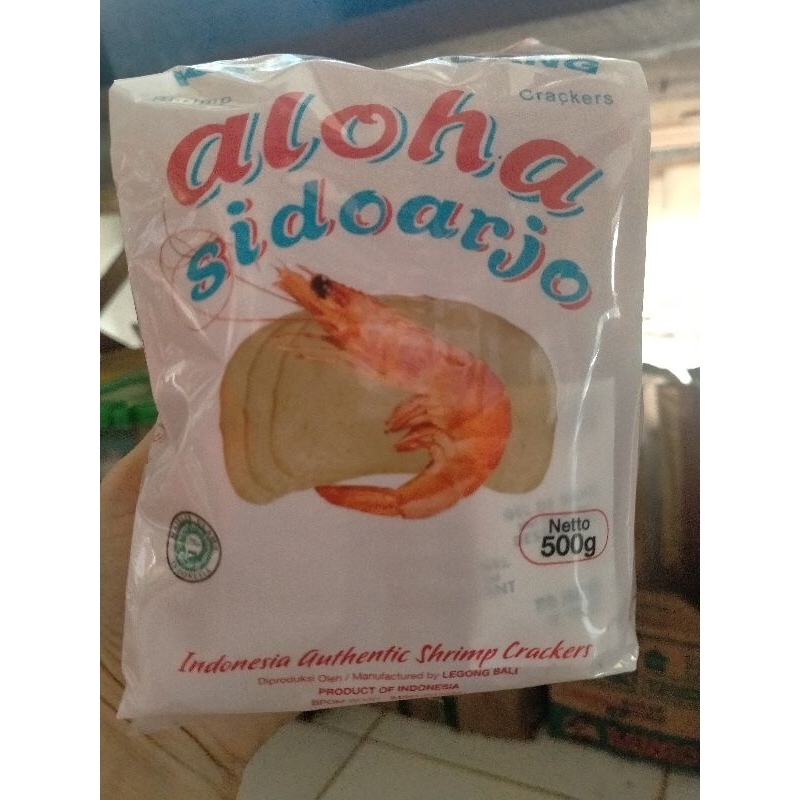 Crackers
aloha
sidoarjo
Netto
500g
Indonesia Authentic Shrimp Crackers
Diproduksi Oleh / Manufactured by LEGONG BALI
PRODUCT OF INDONESIA